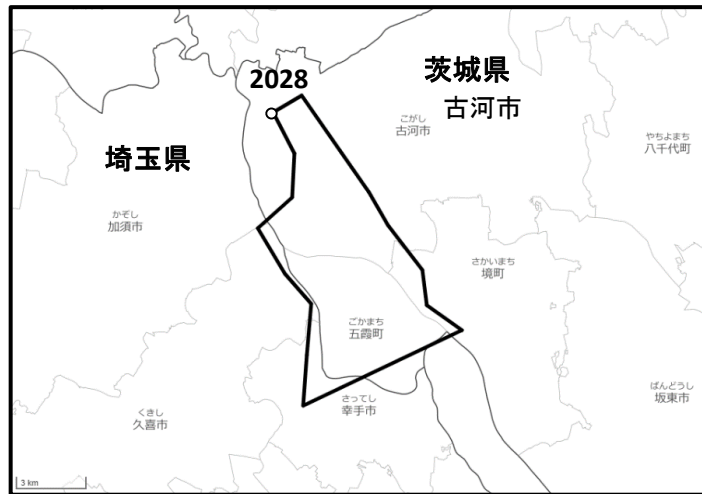 2028
茨城県
古河市
こがし
古河市
やちよまち
八千代町
埼玉県
かぞし
加須市
さかいまち
境町
ごかまち
五霞町
さってし
幸手市
ばんどうし
坂東市
くきし
久喜市
3 km